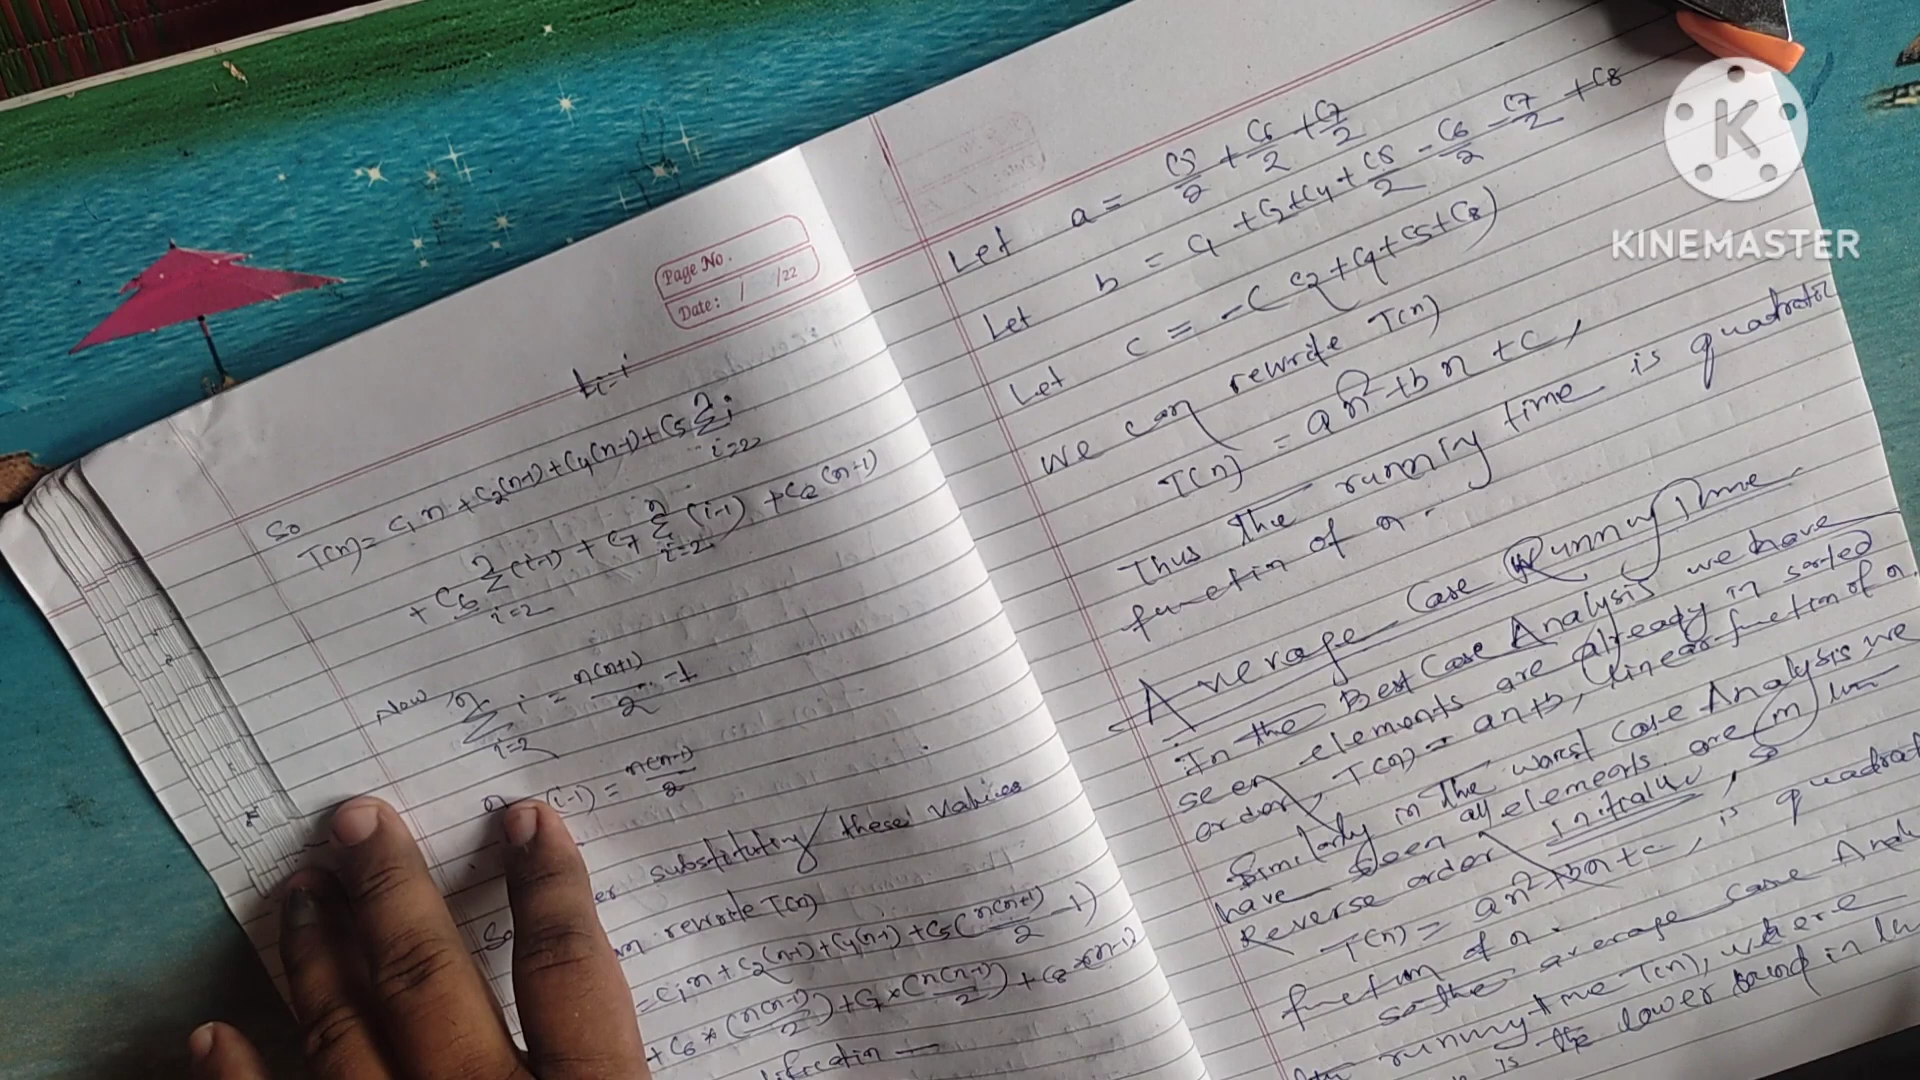 Page No.
Date: / /22
ti=i
So
T(n) = c1n + c2(n-1) + c4(n-1) + c5 n∑i=2 i
+ c6 n∑i=2 (i-1) + c7 n∑i=2 (i-1) + c8 (n-1)
Now n∑i=2 i = n(n+1)/2 - 1
(i-1) = n(n-1)/2
So substituting these values
rewrite T(n)
= c1n + c2(n-1) + c4(n-1) + c5 (n(n+1)/2 - 1)
+ c6 * (n(n-1)/2) + c7 * (n(n-1)/2) + c8 * (n-1)
Let a = c5/2 + c6/2 + c7/2
Let b = c1 + c2 + c4 + c5/2 - c6/2 - c7/2 + c8
Let c = -(c2 + c4 + c5 + c8)
we can rewrite T(n)
T(n) = an² + bn + c,
Thus the running time is quadratic
function of n.
Average Case Running Time
In the Best Case Analysis we have
seen elements are already in sorted
order, T(n) = an+b, linear function of n.
Similarly in the worst Case Analysis we
have seen all elements are in
Reverse order initially, so
T(n) = an² + bn + c, is quadrat
function of n.
so the average case Anal
running time T(n), where
is the lower bound in
KINEMASTER